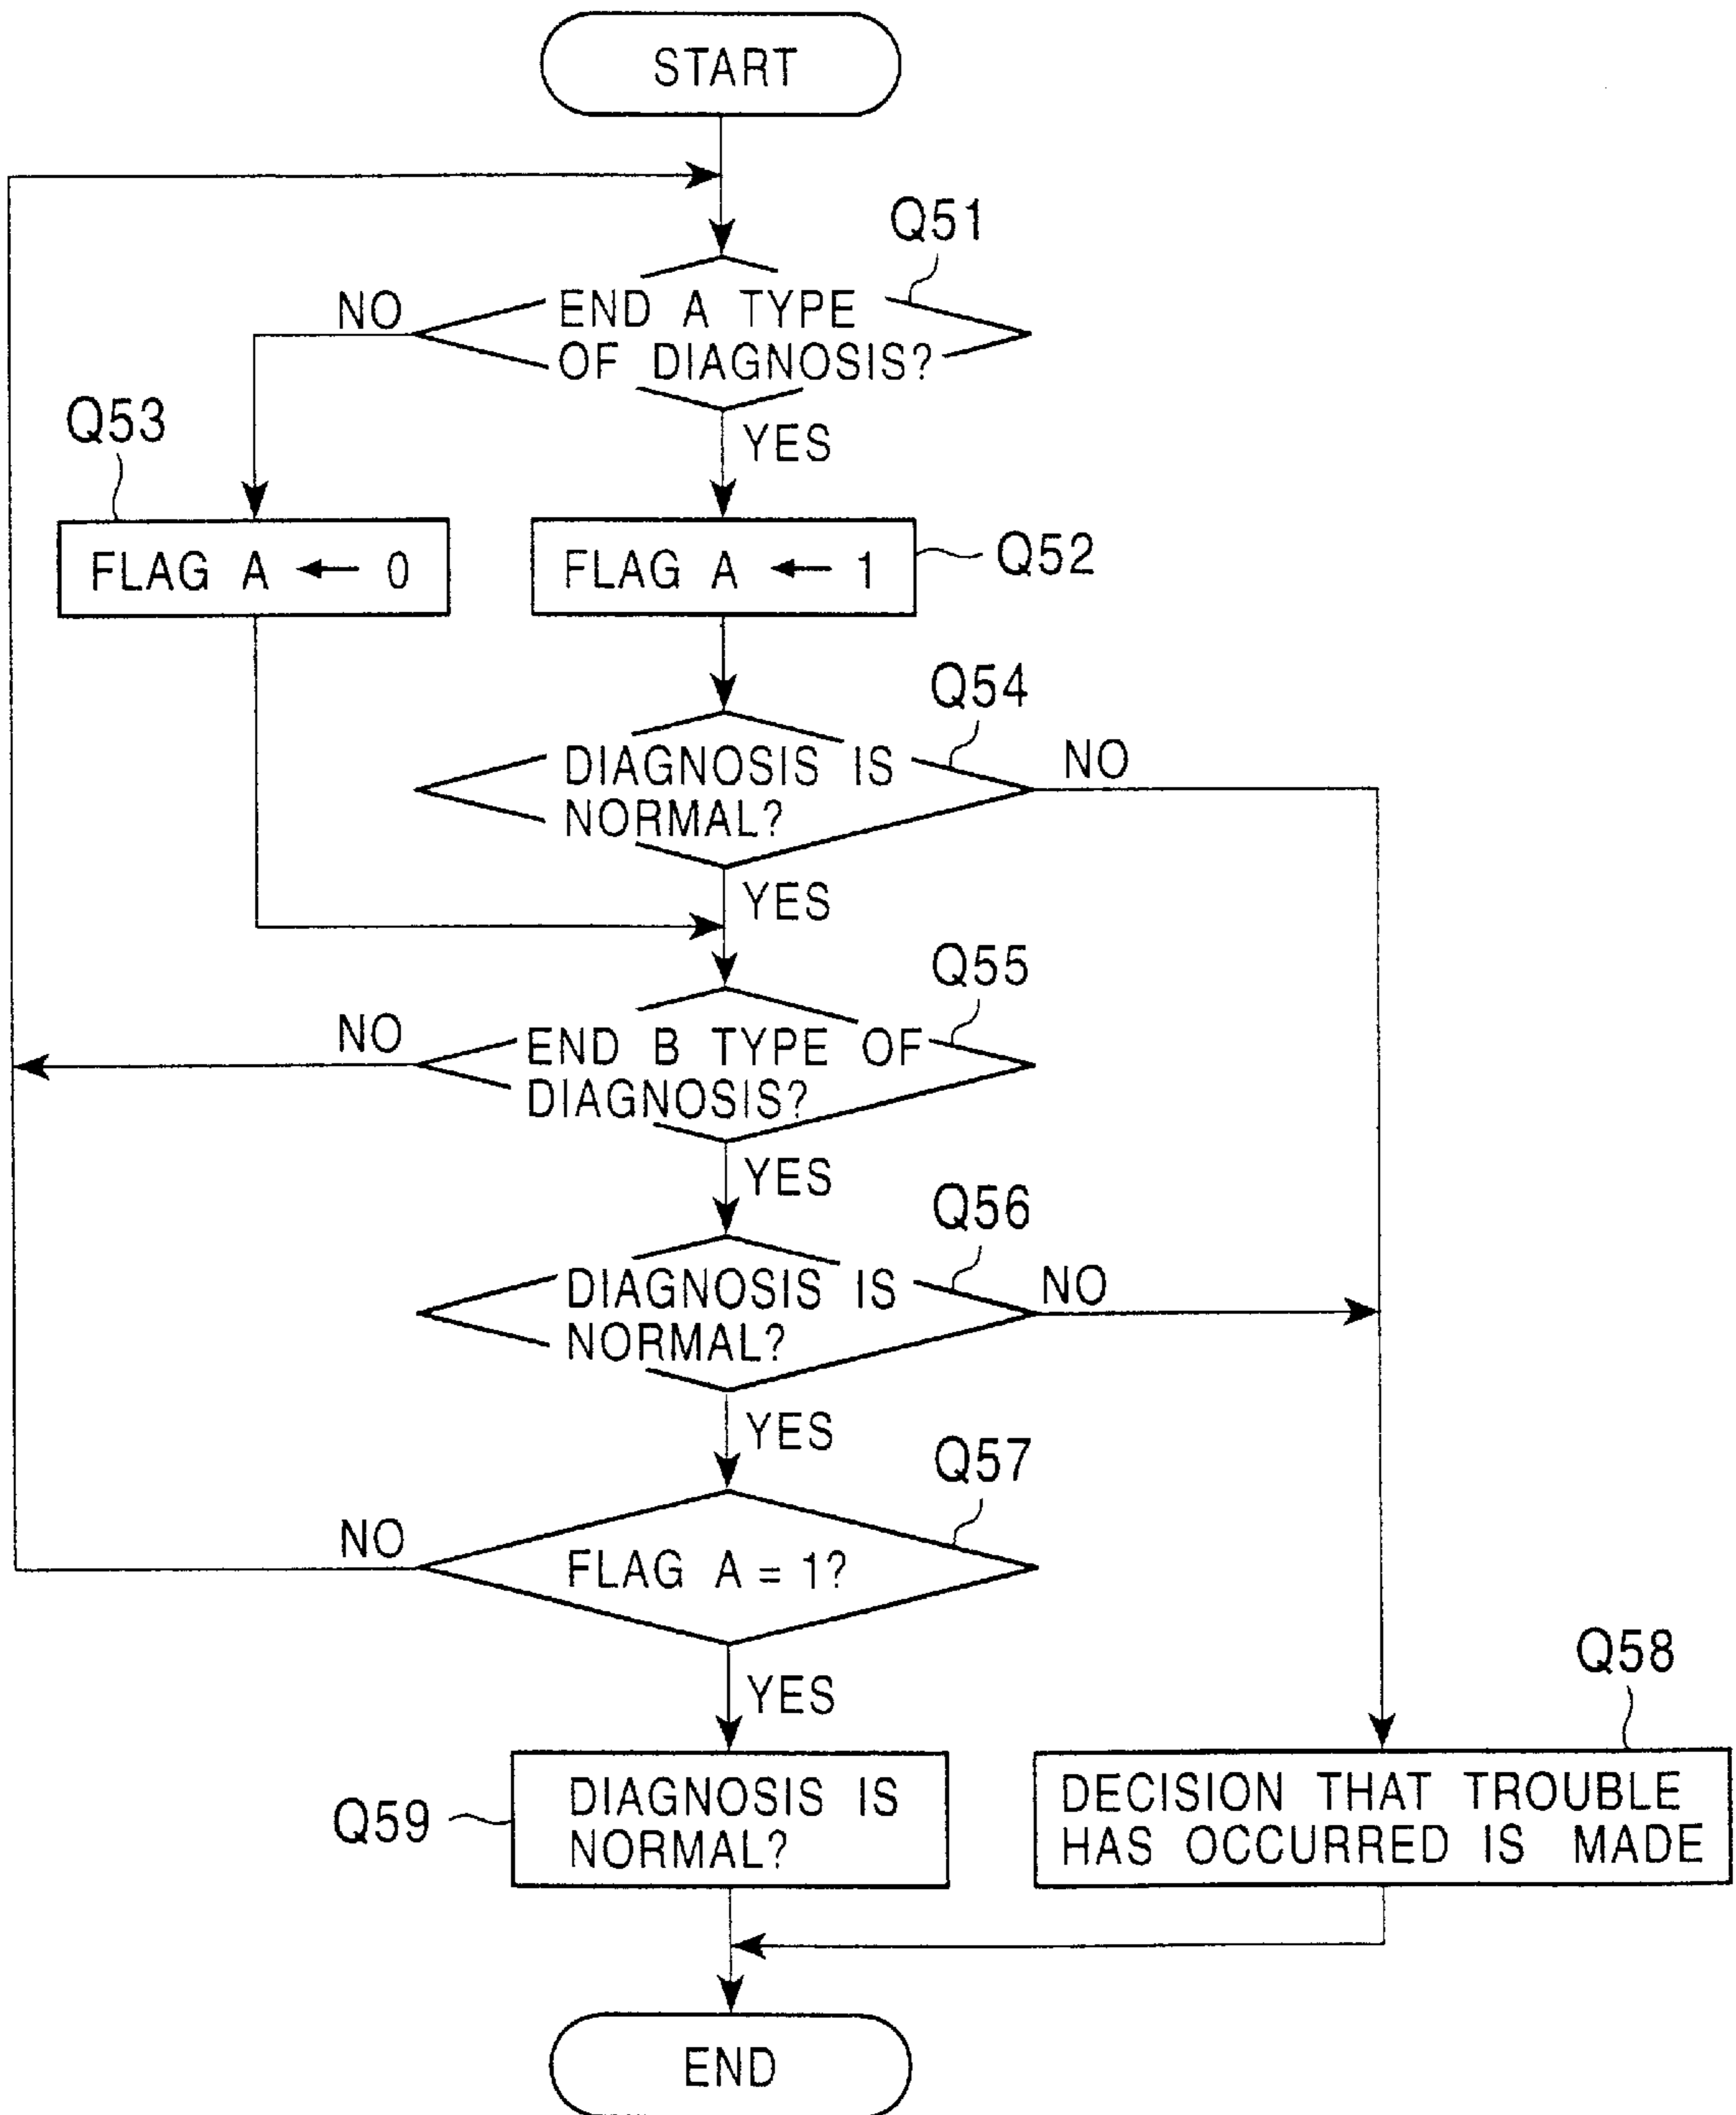 START
Q51
NO
END A TYPE
OF DIAGNOSIS?
Q53
YES
FLAG A ← 0
FLAG A ← 1
Q52
Q54
DIAGNOSIS IS
NORMAL?
NO
YES
Q55
NO
END B TYPE OF
DIAGNOSIS?
YES
Q56
DIAGNOSIS IS
NORMAL?
NO
YES
Q57
NO
FLAG A = 1?
YES
Q58
Q59
DIAGNOSIS IS
NORMAL?
DECISION THAT TROUBLE
HAS OCCURRED IS MADE
END